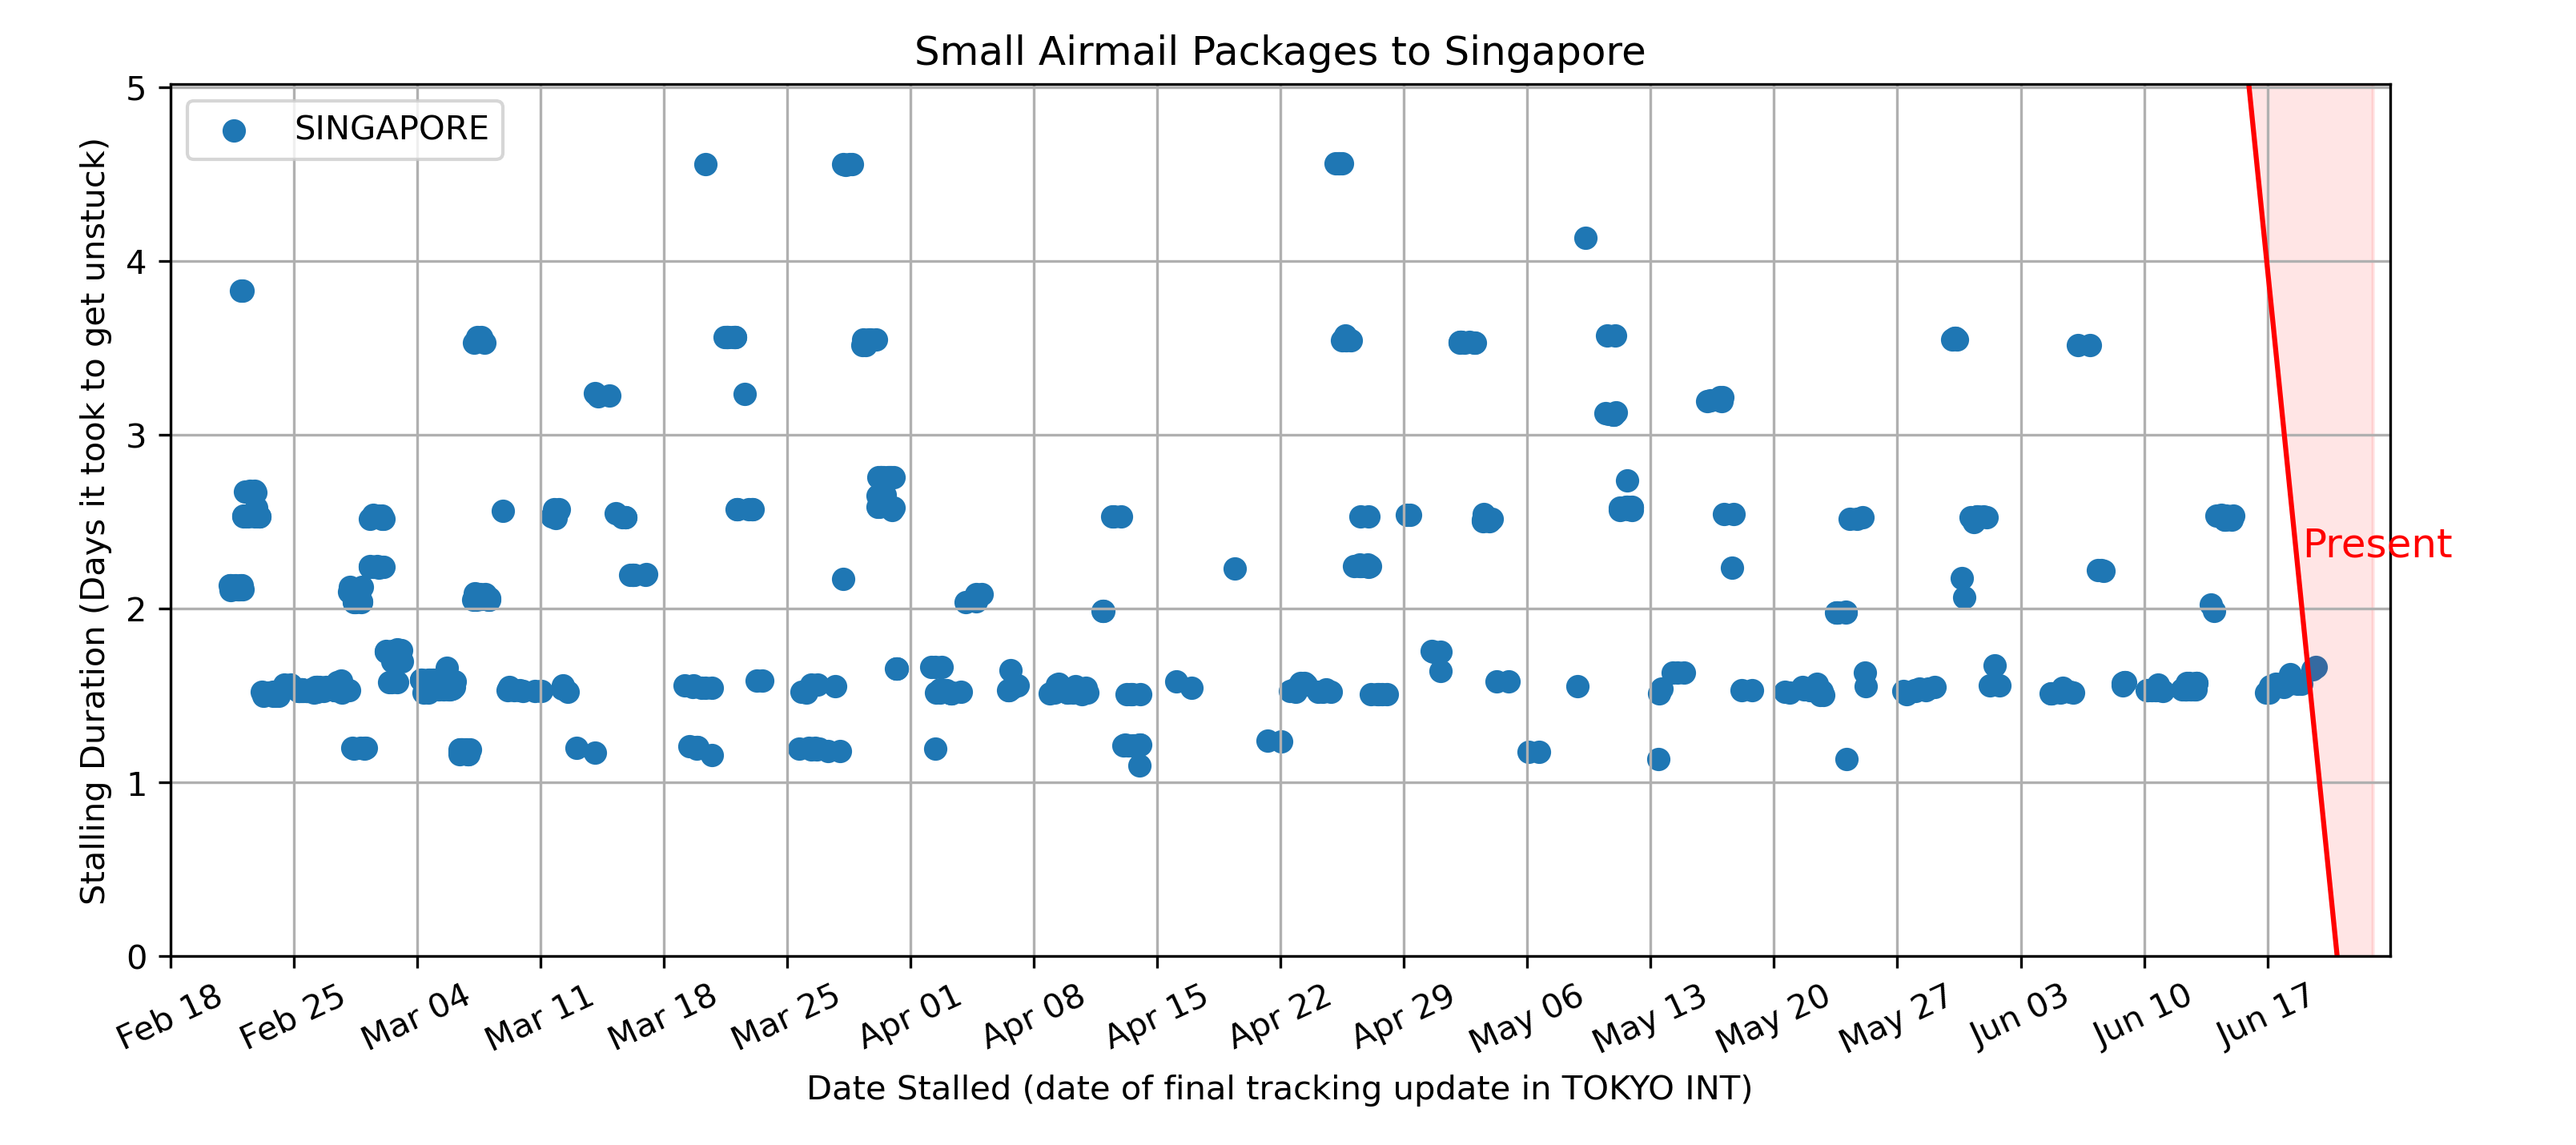 Small Airmail Packages to Singapore
SINGAPORE
Stalling Duration (Days it took to get unstuck)
5
4
3
2
1
0
Present
Feb 18
Feb 25
Mar 04
Mar 11
Mar 18
Mar 25
Apr 01
Apr 08
Apr 15
Apr 22
Apr 29
May 06
May 13
May 20
May 27
Jun 03
Jun 10
Jun 17
Date Stalled (date of final tracking update in TOKYO INT)